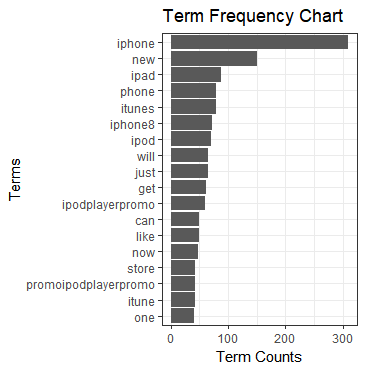 Term Frequency Chart
iphone
new
ipad
phone
itunes
iphone8
ipod
will
just
get
ipodplayerpromo
can
like
now
store
promoipodplayerpromo
itune
one
Terms
0 100 200 300
Term Counts